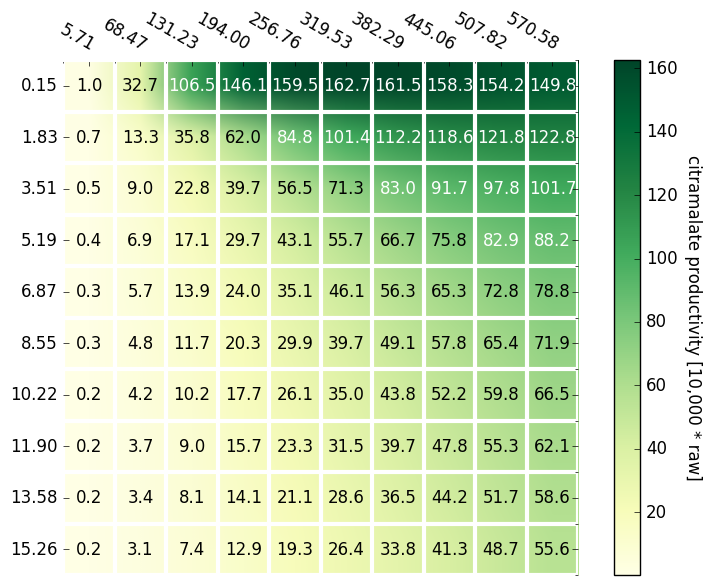 5.71 68.47 131.23 194.00 256.76 319.53 382.29 445.06 507.82 570.58
0.15 1.0 32.7 106.5 146.1 159.5 162.7 161.5 158.3 154.2 149.8
1.83 0.7 13.3 35.8 62.0 84.8 101.4 112.2 118.6 121.8 122.8
3.51 0.5 9.0 22.8 39.7 56.5 71.3 83.0 91.7 97.8 101.7
5.19 0.4 6.9 17.1 29.7 43.1 55.7 66.7 75.8 82.9 88.2
6.87 0.3 5.7 13.9 24.0 35.1 46.1 56.3 65.3 72.8 78.8
8.55 0.3 4.8 11.7 20.3 29.9 39.7 49.1 57.8 65.4 71.9
10.22 0.2 4.2 10.2 17.7 26.1 35.0 43.8 52.2 59.8 66.5
11.90 0.2 3.7 9.0 15.7 23.3 31.5 39.7 47.8 55.3 62.1
13.58 0.2 3.4 8.1 14.1 21.1 28.6 36.5 44.2 51.7 58.6
15.26 0.2 3.1 7.4 12.9 19.3 26.4 33.8 41.3 48.7 55.6
160
140
120
100
80
60
40
20
citramalate productivity [10,000 * raw]